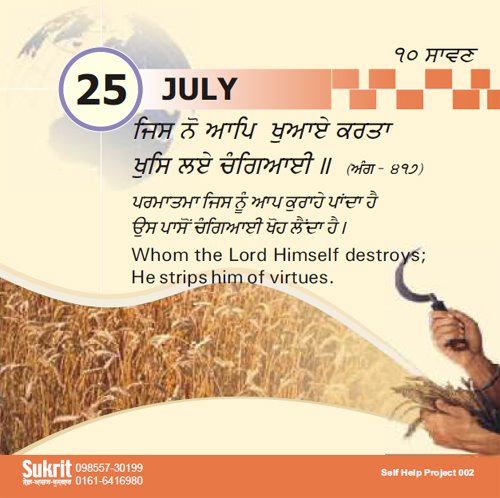 ੧੦ ਸਾਵਣ
25 JULY
ਜਿਸ ਨੋ ਆਪਿ ਖੁਆਏ ਕਰਤਾ
ਖੁਸਿ ਲਏ ਚੰਗਿਆਈ ॥ (ਅੰਗ - ੪੧੭)
ਪਰਮਾਤਮਾ ਜਿਸ ਨੂੰ ਆਪ ਕੁਰਾਹੇ ਪਾਂਦਾ ਹੈ
ਉਸ ਪਾਸੋਂ ਚੰਗਿਆਈ ਖੋਹ ਲੈਂਦਾ ਹੈ।
Whom the Lord Himself destroys;
He strips him of virtues.
Sukrit 098557-30199
0161-6416980
Self Help Project 002